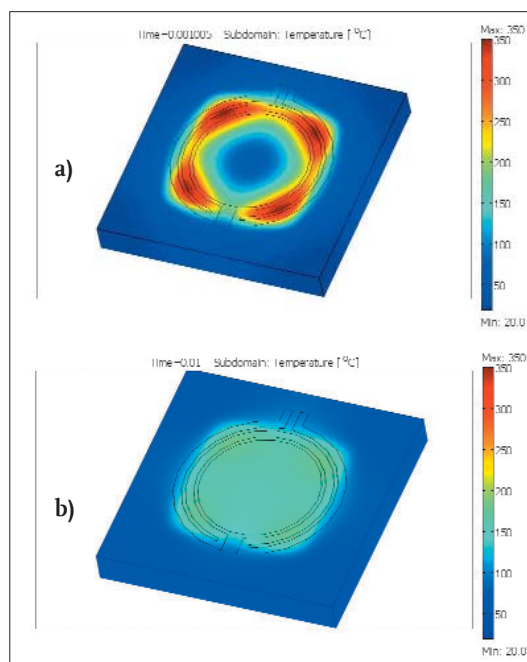 Time=0.001005 Subdomain: Temperature [ °C]
Max: 350
350
300
250
200
150
100
50
Min: 20.0
a)
Time=0.01 Subdomain: Temperature [ °C]
Max: 350
350
300
250
200
150
100
50
Min: 20.0
b)